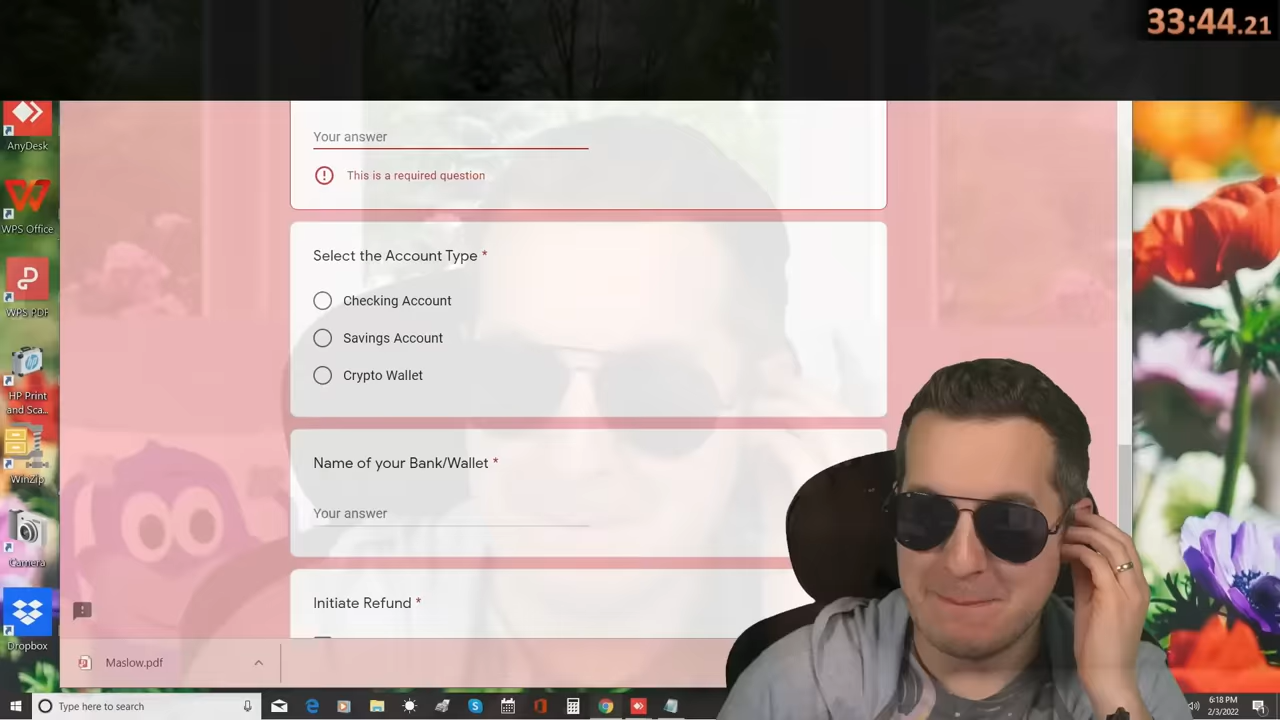 33:44.21
AnyDesk
WPS Office
WPS PDF
HP Print
and Sca...
WinZip
Camera
Dropbox
Your answer
This is a required question
Select the Account Type *
Checking Account
Savings Account
Crypto Wallet
Name of your Bank/Wallet *
Your answer
Initiate Refund *
Maslow.pdf
Type here to search
6:18 PM
2/3/2022